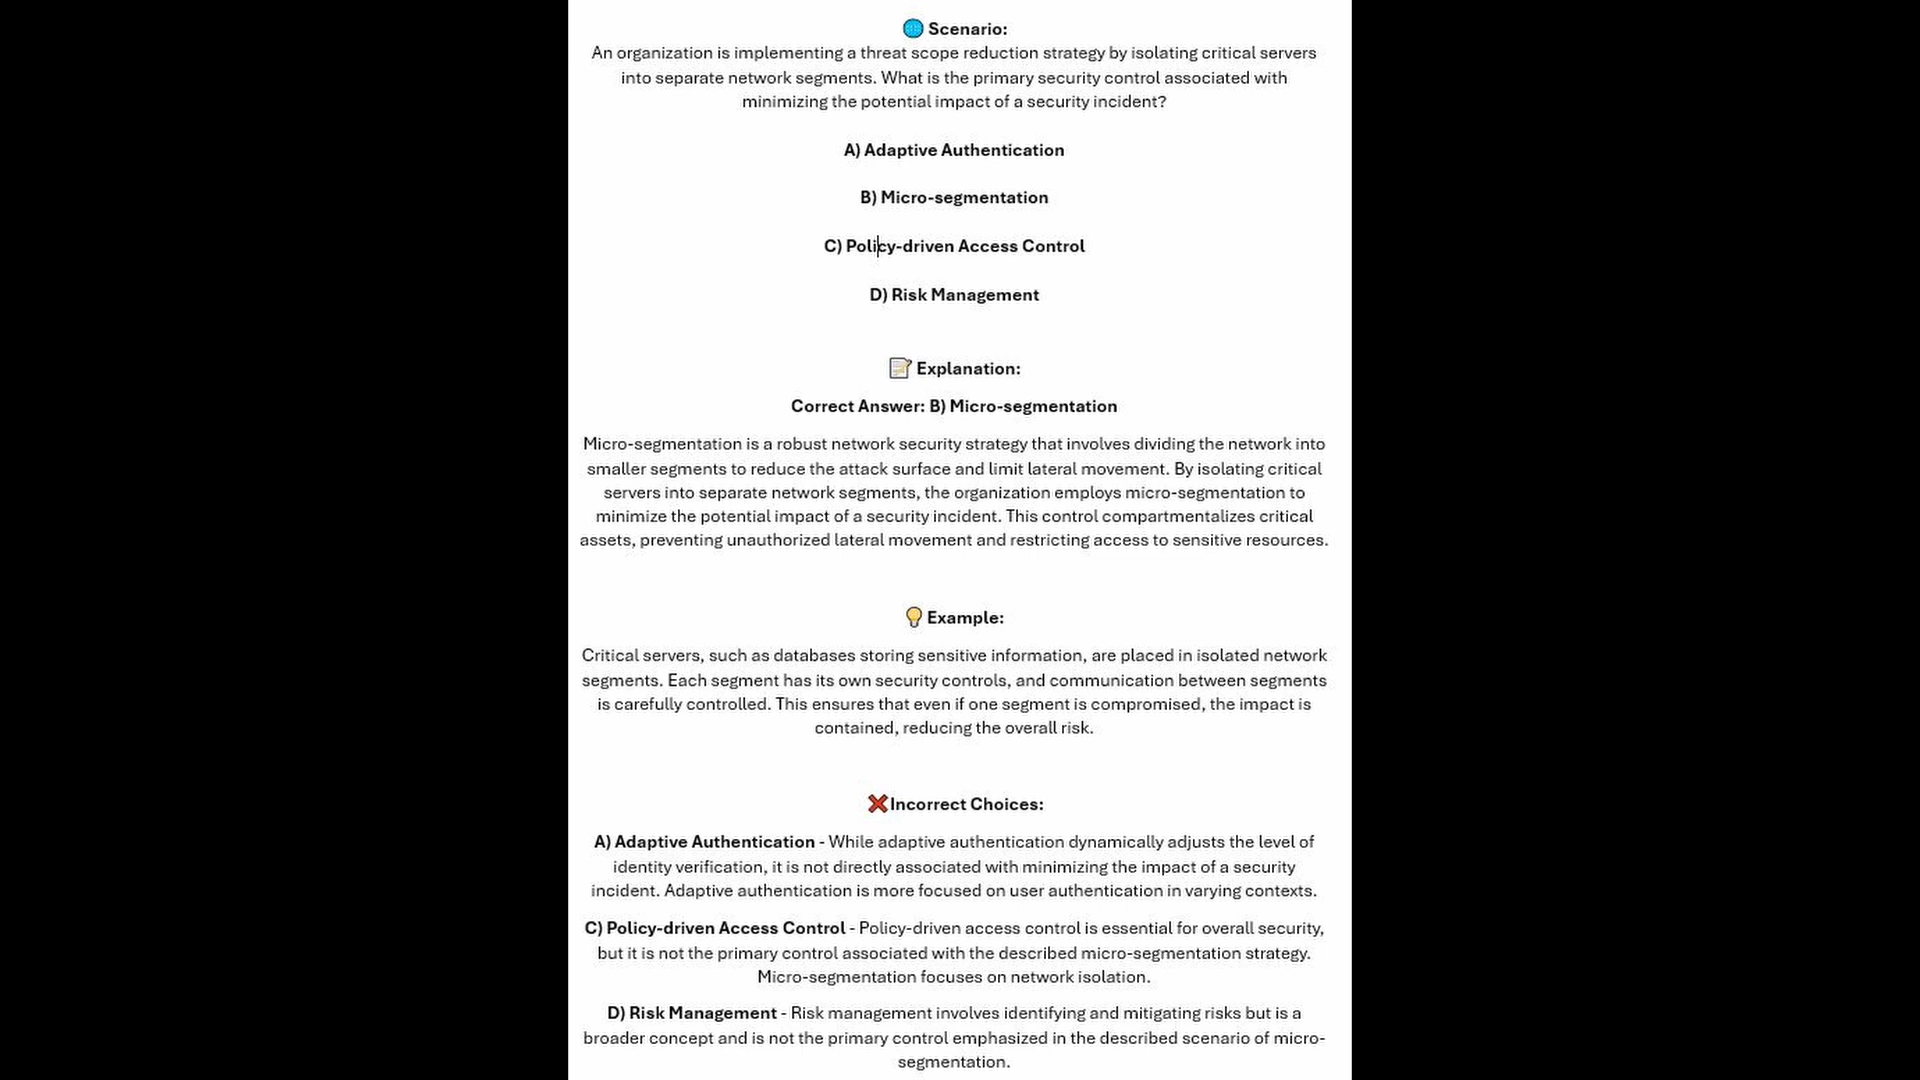 Scenario:
An organization is implementing a threat scope reduction strategy by isolating critical servers
into separate network segments. What is the primary security control associated with
minimizing the potential impact of a security incident?
A) Adaptive Authentication
B) Micro-segmentation
C) Policy-driven Access Control
D) Risk Management
Explanation:
Correct Answer: B) Micro-segmentation
Micro-segmentation is a robust network security strategy that involves dividing the network into
smaller segments to reduce the attack surface and limit lateral movement. By isolating critical
servers into separate network segments, the organization employs micro-segmentation to
minimize the potential impact of a security incident. This control compartmentalizes critical
assets, preventing unauthorized lateral movement and restricting access to sensitive resources.
Example:
Critical servers, such as databases storing sensitive information, are placed in isolated network
segments. Each segment has its own security controls, and communication between segments
is carefully controlled. This ensures that even if one segment is compromised, the impact is
contained, reducing the overall risk.
Incorrect Choices:
A) Adaptive Authentication - While adaptive authentication dynamically adjusts the level of
identity verification, it is not directly associated with minimizing the impact of a security
incident. Adaptive authentication is more focused on user authentication in varying contexts.
C) Policy-driven Access Control - Policy-driven access control is essential for overall security,
but it is not the primary control associated with the described micro-segmentation strategy.
Micro-segmentation focuses on network isolation.
D) Risk Management - Risk management involves identifying and mitigating risks but is a
broader concept and is not the primary control emphasized in the described scenario of micro-
segmentation.